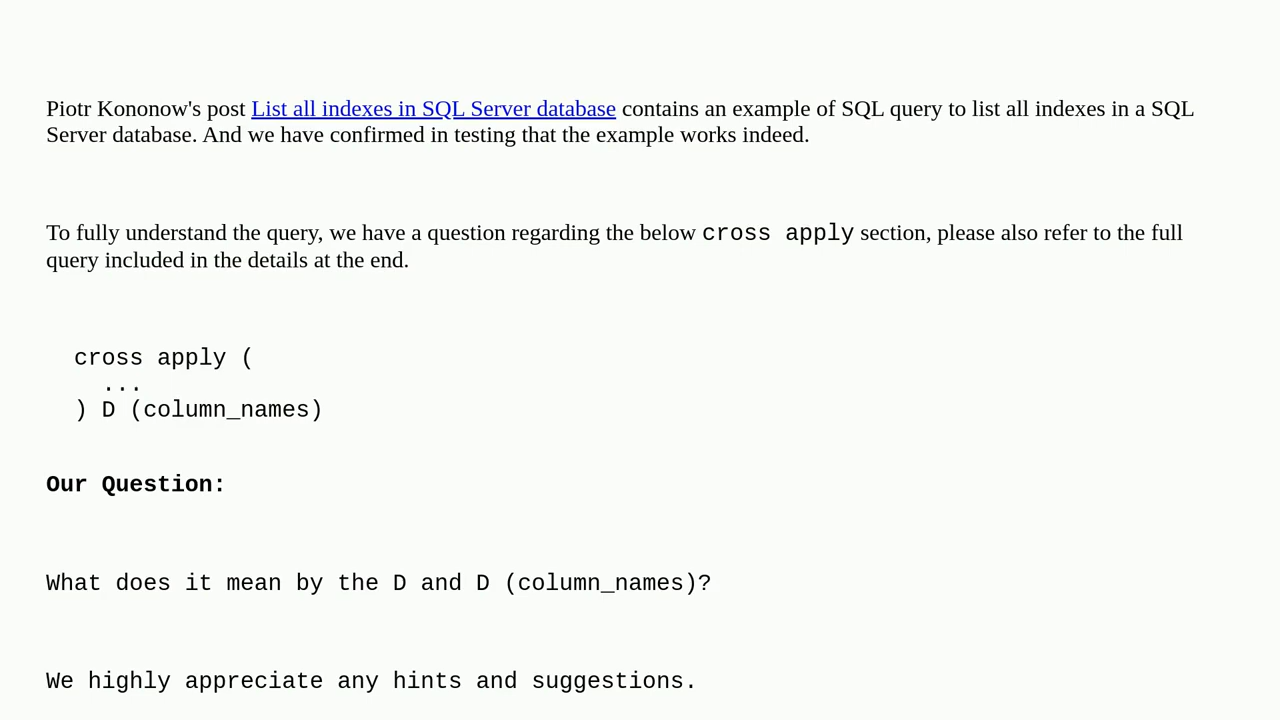 Piotr Kononow's post List all indexes in SQL Server database contains an example of SQL query to list all indexes in a SQL
Server database. And we have confirmed in testing that the example works indeed.
To fully understand the query, we have a question regarding the below cross apply section, please also refer to the full
query included in the details at the end.
cross apply (
...
) D (column_names)
Our Question:
What does it mean by the D and D (column_names)?
We highly appreciate any hints and suggestions.